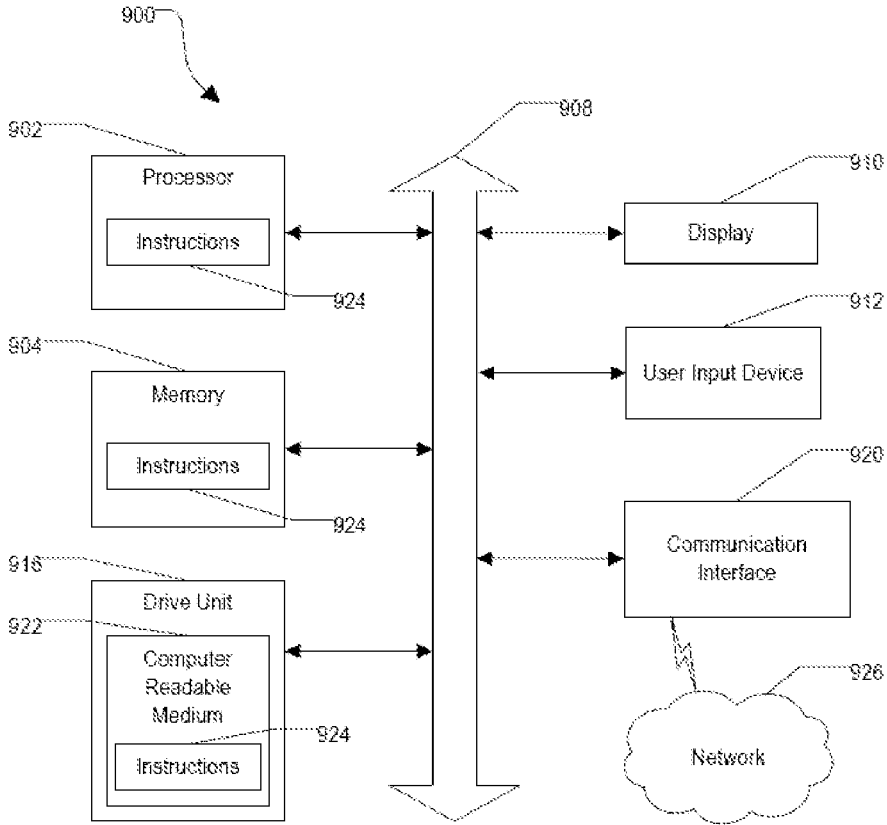 900
908
902
Processor
Instructions
924
910
Display
912
User Input Device
904
Memory
Instructions
924
920
Communication
Interface
916
Drive Unit
922
Computer
Readable
Medium
924
Instructions
926
Network